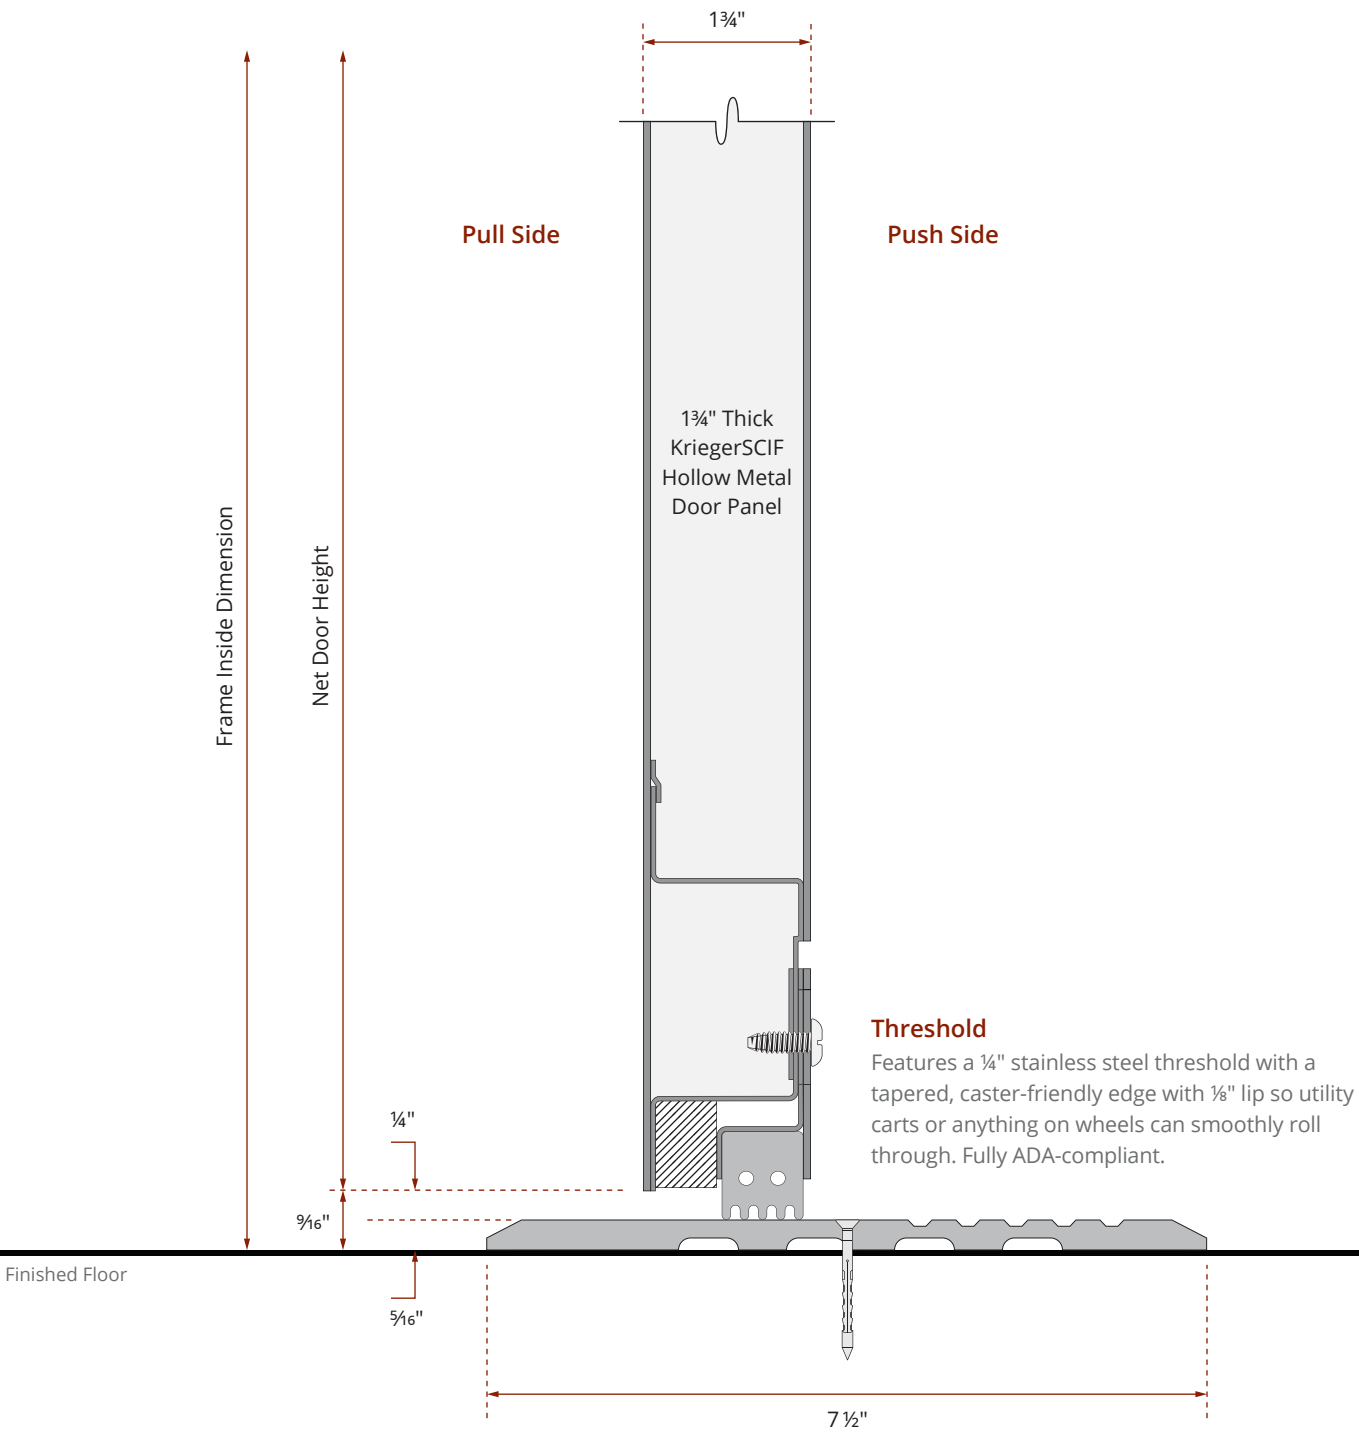 1¾"
Pull Side
Push Side
1¾" Thick
KriegerSCIF
Hollow Metal
Door Panel
Frame Inside Dimension
Net Door Height
Threshold
Features a ¼" stainless steel threshold with a
tapered, caster-friendly edge with ⅛" lip so utility
carts or anything on wheels can smoothly roll
through. Fully ADA-compliant.
¼"
9⁄16"
Finished Floor
5⁄16"
7 ½"